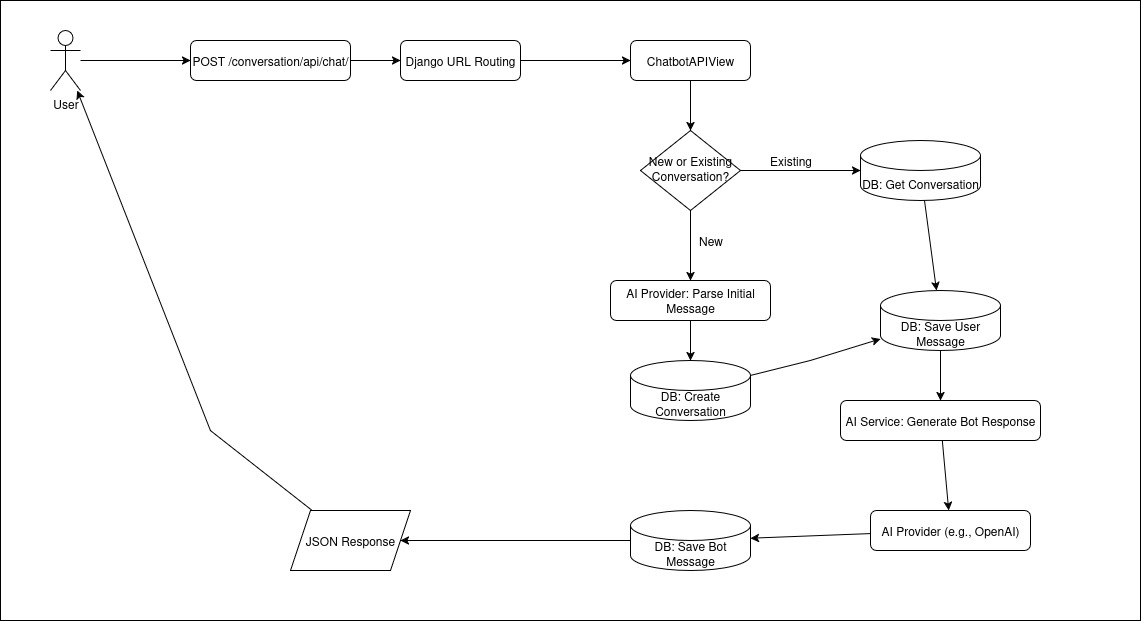 User
POST /conversation/api/chat/
Django URL Routing
ChatbotAPIView
New or Existing
Conversation?
Existing
DB: Get Conversation
New
AI Provider: Parse Initial
Message
DB: Create
Conversation
DB: Save User
Message
AI Service: Generate Bot Response
AI Provider (e.g., OpenAI)
DB: Save Bot
Message
JSON Response